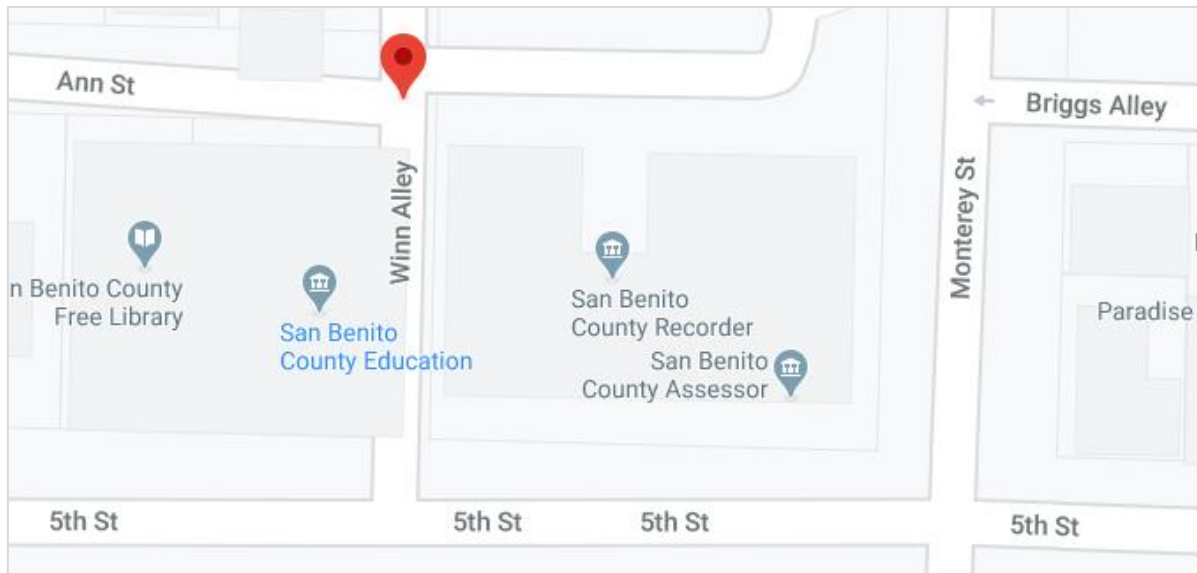 Ann St
Briggs Alley
Winn Alley
Monterey St
n Benito County
Free Library
San Benito
County Education
San Benito
County Recorder
San Benito
County Assessor
Paradise
5th St
5th St
5th St
5th St